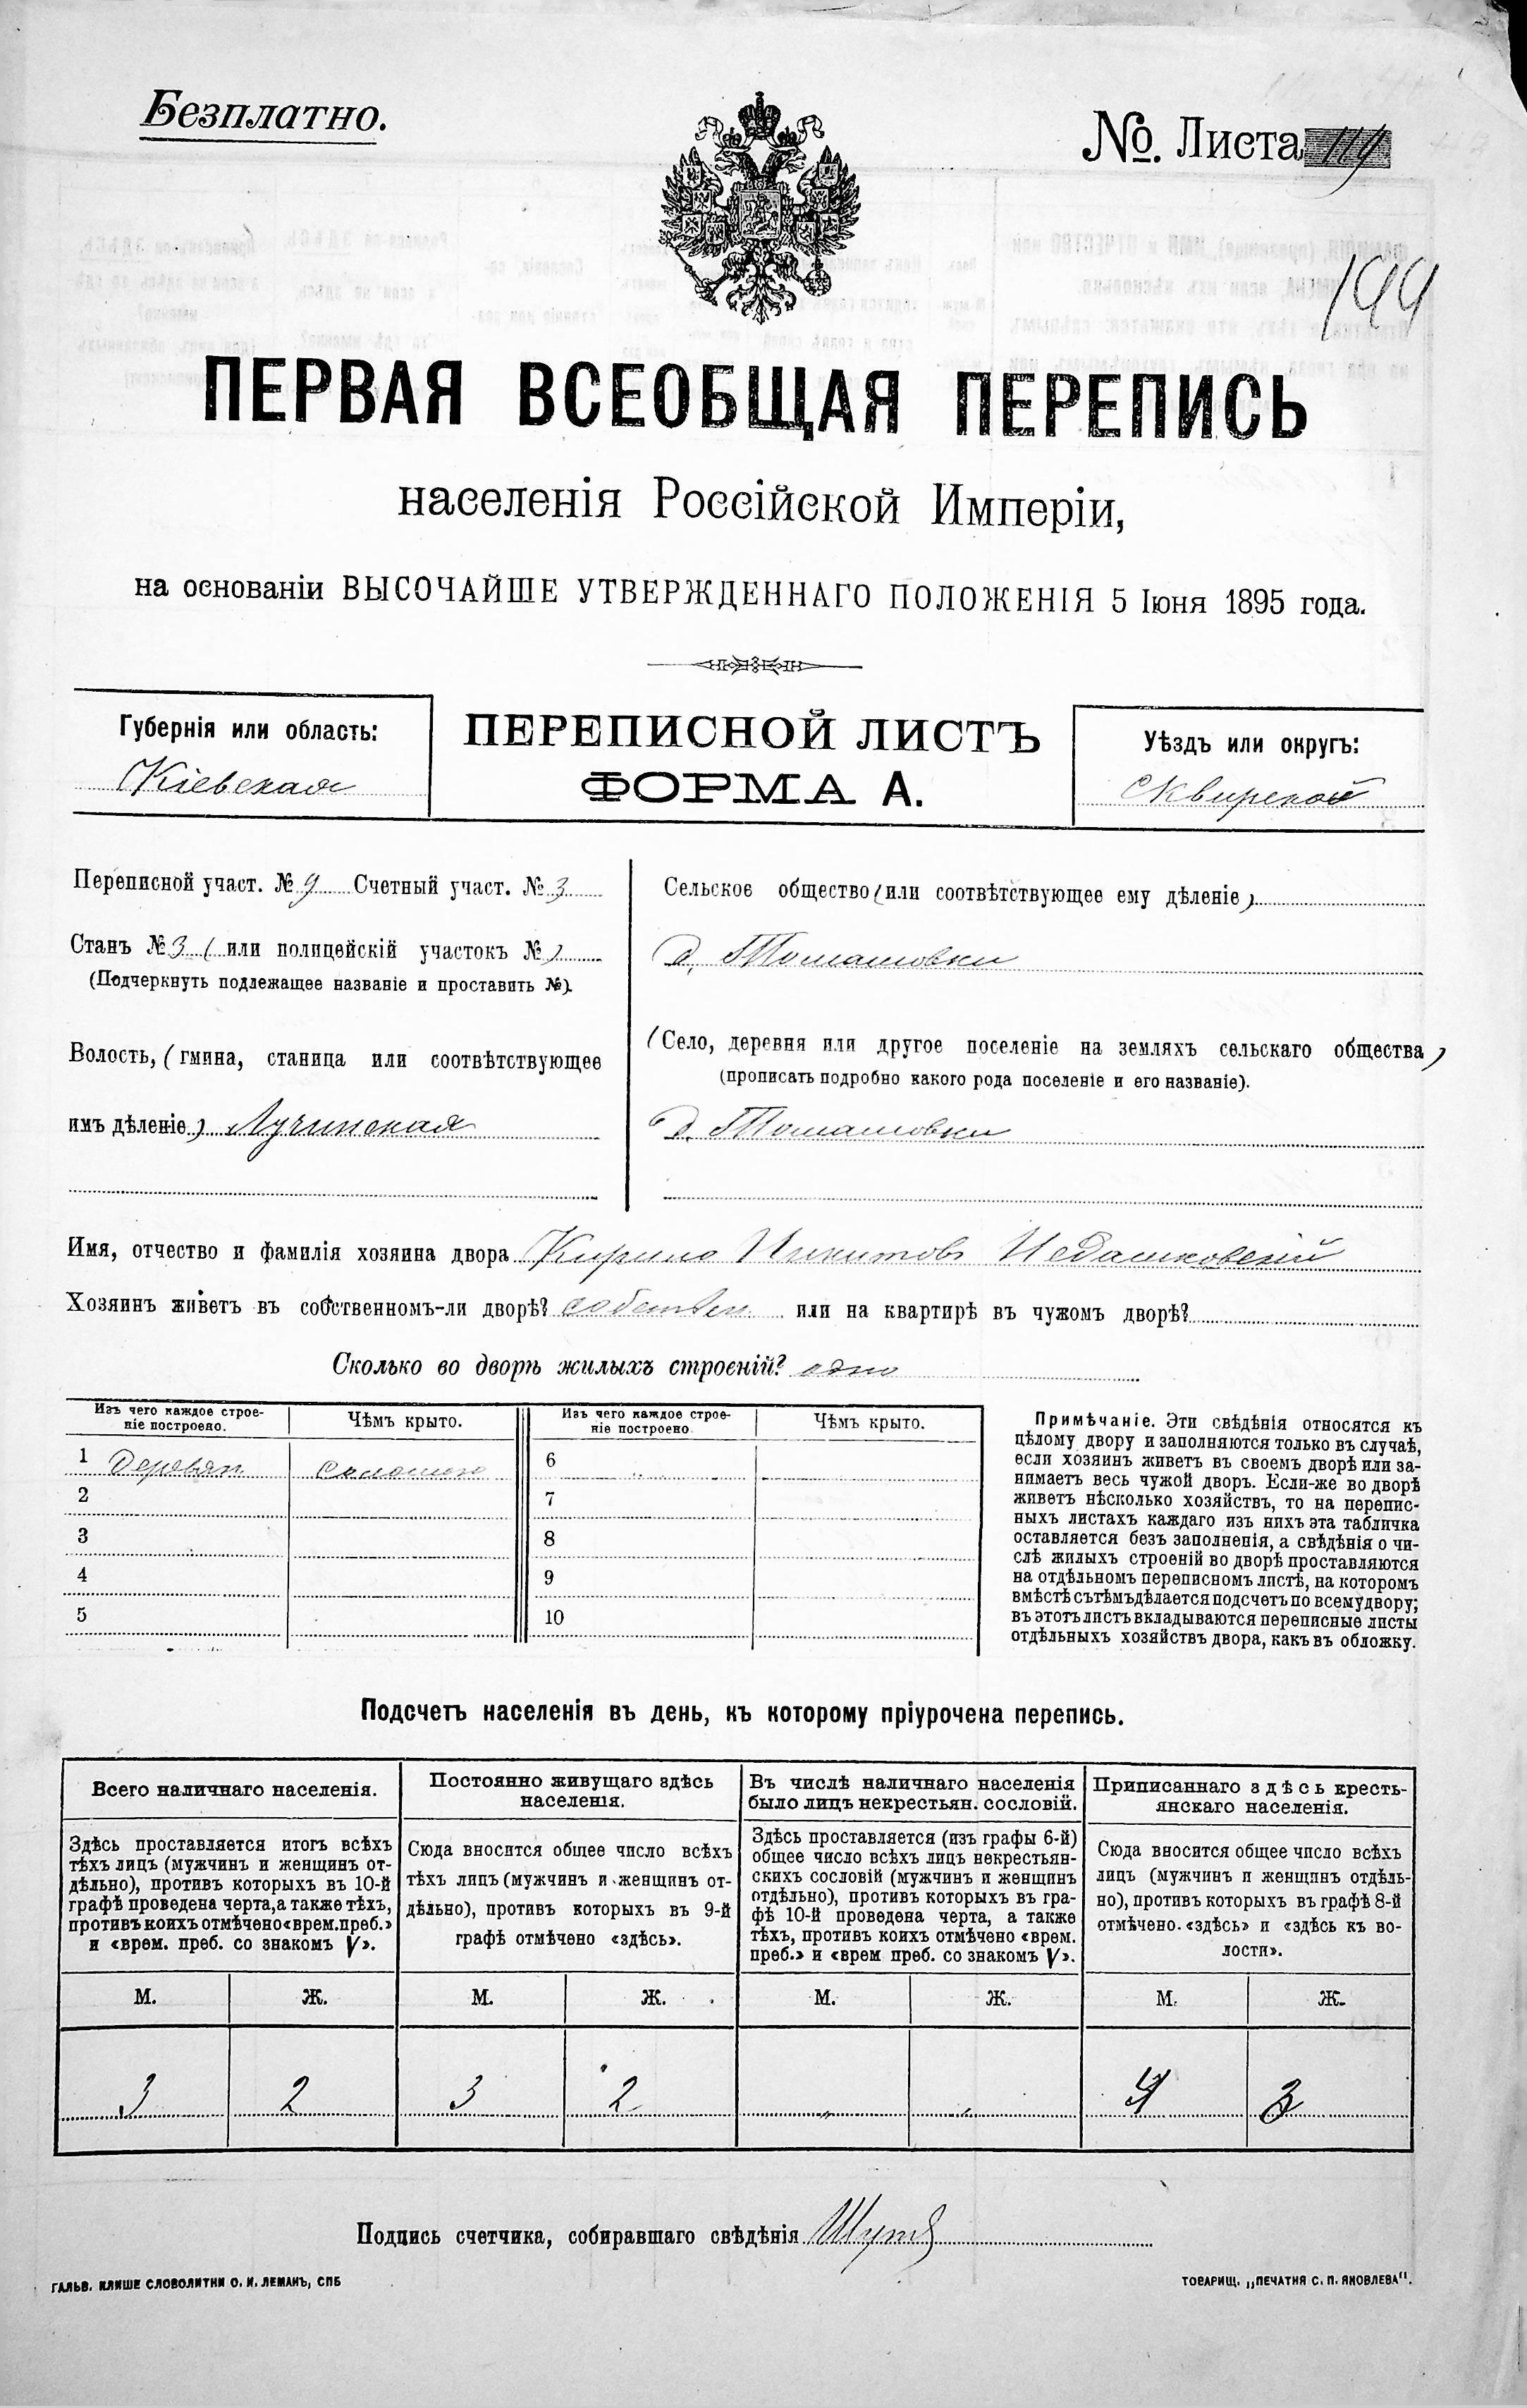 Безплатно.
№. Листа 119
144
ПЕРВАЯ ВСЕОБЩАЯ ПЕРЕПИСЬ
населенія Россійской Имперіи,
на основаніи ВЫСОЧАЙШЕ УТВЕРЖДЕННАГО ПОЛОЖЕНІЯ 5 Іюня 1895 года.
Губернія или область:
Кіевская
ПЕРЕПИСНОЙ ЛИСТЪ
ФОРМА А.
Уѣздъ или округъ:
Сквирской
Переписной участ. № 9 Счетный участ. № 3
Станъ № 3 (или полицейскій участокъ № )
(Подчеркнуть подлежащее названіе и проставить №).
Волость, (гмина, станица или соотвѣтствующее
имъ дѣленіе) Лучинская
Сельское общество (или соотвѣтствующее ему дѣленіе)
д. Томашовки
(Село, деревня или другое поселеніе на земляхъ сельскаго общества)
(прописать подробно какого рода поселеніе и его названіе).
д. Томашовки
Имя, отчество и фамилія хозяина двора Кирило Никитовъ Недашковскій
Хозяинъ живетъ въ собственномъ-ли дворѣ? собствен. или на квартирѣ въ чужомъ дворѣ?
Сколько во дворѣ жилыхъ строеній? одно
Изъ чего каждое строе-
ніе построено.
Чѣмъ крыто.
Изъ чего каждое строе-
ніе построено
Чѣмъ крыто.
1 Деревян. соломою
2
3
4
5
6
7
8
9
10
Примѣчаніе. Эти свѣдѣнія относятся къ
цѣлому двору и заполняются только въ случаѣ,
если хозяинъ живетъ въ своемъ дворѣ или за-
нимаетъ весь чужой дворъ. Если-же во дворѣ
живетъ нѣсколько хозяйствъ, то на перепис-
ныхъ листахъ каждаго изъ нихъ эта табличка
оставляется безъ заполненія, а свѣдѣнія о чи-
слѣ жилыхъ строеній во дворѣ проставляются
на отдѣльномъ переписномъ листѣ, на которомъ
вмѣстѣ съ тѣмъ дѣлается подсчетъ по всему двору;
въ этотъ листъ вкладываются переписные листы
отдѣльныхъ хозяйствъ двора, какъ въ обложку.
Подсчетъ населенія въ день, къ которому пріурочена перепись.
Всего наличнаго населенія.
Здѣсь проставляется итогъ всѣхъ
тѣхъ лицъ (мужчинъ и женщинъ от-
дѣльно), противъ которыхъ въ 10-й
графѣ проведена черта, а также тѣхъ,
противъ коихъ отмѣчено «врем. преб.»
и «врем. преб. со знакомъ V».
Постоянно живущаго здѣсь
населенія.
Сюда вносится общее число всѣхъ
тѣхъ лицъ (мужчинъ и женщинъ от-
дѣльно), противъ которыхъ въ 9-й
графѣ отмѣчено «здѣсь».
Въ числѣ наличнаго населенія
было лицъ некрестьян. сословій.
Здѣсь проставляется (изъ графы 6-й)
общее число всѣхъ лицъ некрестьян-
скихъ сословій (мужчинъ и женщинъ
отдѣльно), противъ которыхъ въ гра-
фѣ 10-й проведена черта, а также
тѣхъ, противъ коихъ отмѣчено «врем.
преб.» и «врем преб. со знакомъ V».
Приписаннаго здѣсь кресть-
янскаго населенія.
Сюда вносится общее число всѣхъ
лицъ (мужчинъ и женщинъ отдѣль-
но), противъ которыхъ въ графѣ 8-й
отмѣчено «здѣсь» и «здѣсь къ во-
лости».
М. Ж. М. Ж. М. Ж. М. Ж.
3 2 3 2 „ „ 4 3
Подпись счетчика, собиравшаго свѣдѣнія
ГАЛЬВ. КЛИШЕ СЛОВОЛИТНИ О. И. ЛЕМАНЪ, СПБ
ТОВАРИЩ. „ПЕЧАТНЯ С. П. ЯКОВЛЕВА".